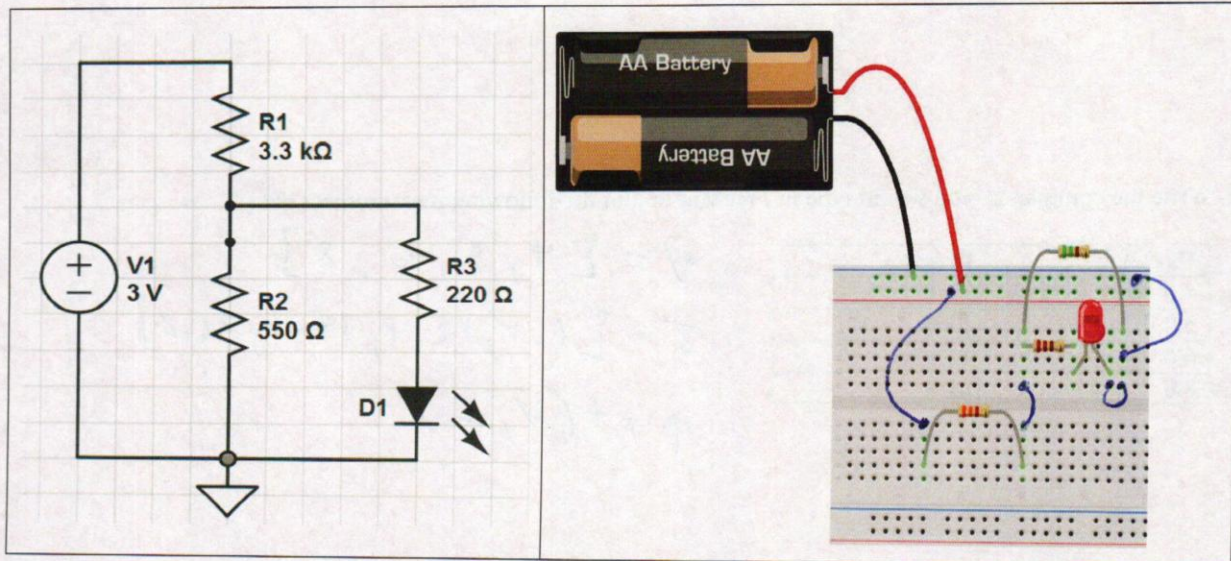 R1
3.3 kΩ
V1
3 V
R2
550 Ω
R3
220 Ω
D1
AA Battery
AA Battery